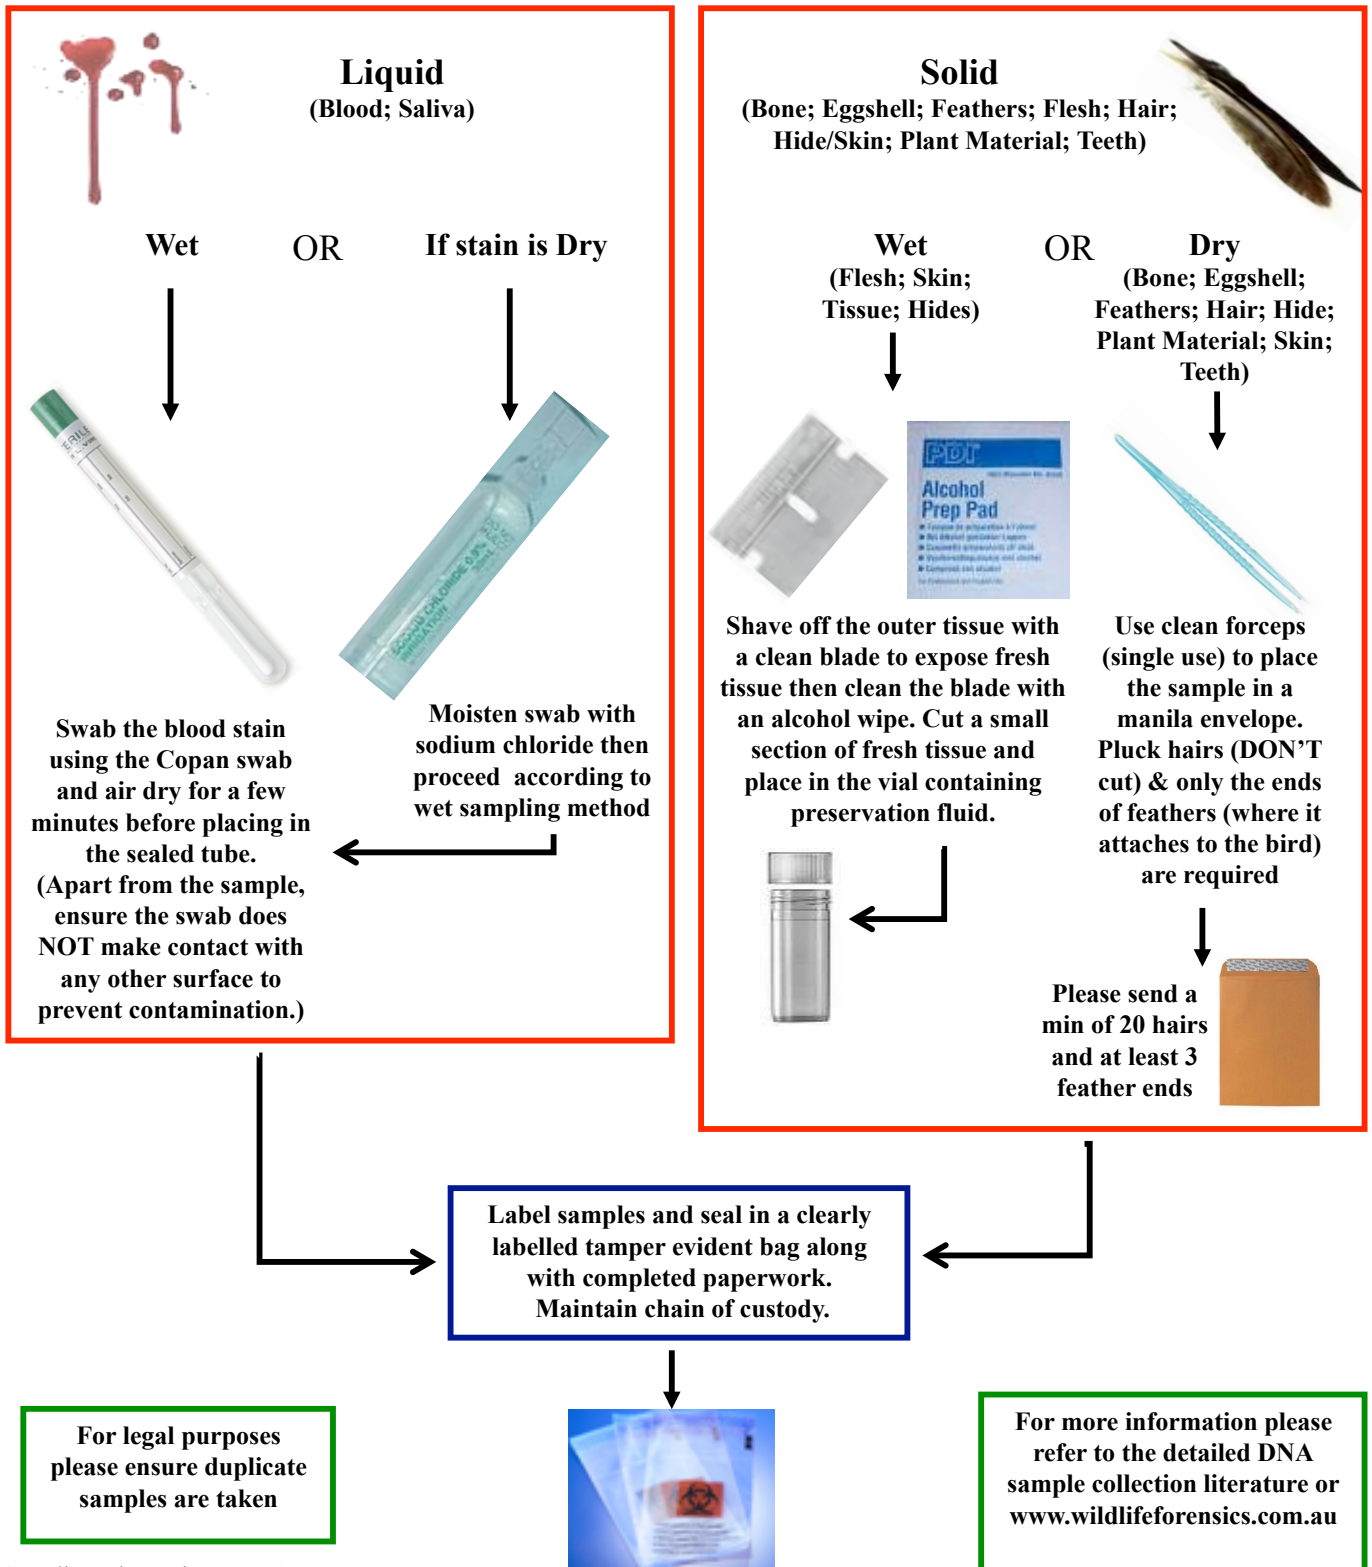 Liquid
(Blood; Saliva)
Wet
OR
If stain is Dry
Swab the blood stain
using the Copan swab
and air dry for a few
minutes before placing in
the sealed tube.
(Apart from the sample,
ensure the swab does
NOT make contact with
any other surface to
prevent contamination.)
SODIUM CHLORIDE 0.9%
IRRIGATION
Moisten swab with
sodium chloride then
proceed according to
wet sampling method
Solid
(Bone; Eggshell; Feathers; Flesh; Hair;
Hide/Skin; Plant Material; Teeth)
Wet
(Flesh; Skin;
Tissue; Hides)
OR
Dry
(Bone; Eggshell;
Feathers; Hair; Hide;
Plant Material; Skin;
Teeth)
PDI
Alcohol
Prep Pad
Shave off the outer tissue with
a clean blade to expose fresh
tissue then clean the blade with
an alcohol wipe. Cut a small
section of fresh tissue and
place in the vial containing
preservation fluid.
Use clean forceps
(single use) to place
the sample in a
manila envelope.
Pluck hairs (DON'T
cut) & only the ends
of feathers (where it
attaches to the bird)
are required
Please send a
min of 20 hairs
and at least 3
feather ends
Label samples and seal in a clearly
labelled tamper evident bag along
with completed paperwork.
Maintain chain of custody.
For legal purposes
please ensure duplicate
samples are taken
For more information please
refer to the detailed DNA
sample collection literature or
www.wildlifeforensics.com.au